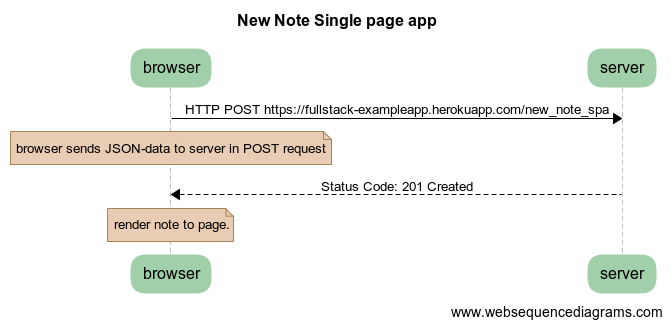 New Note Single page app
browser
server
HTTP POST https://fullstack-exampleapp.herokuapp.com/new_note_spa
browser sends JSON-data to server in POST request
Status Code: 201 Created
render note to page.
browser
server
www.websequencediagrams.com